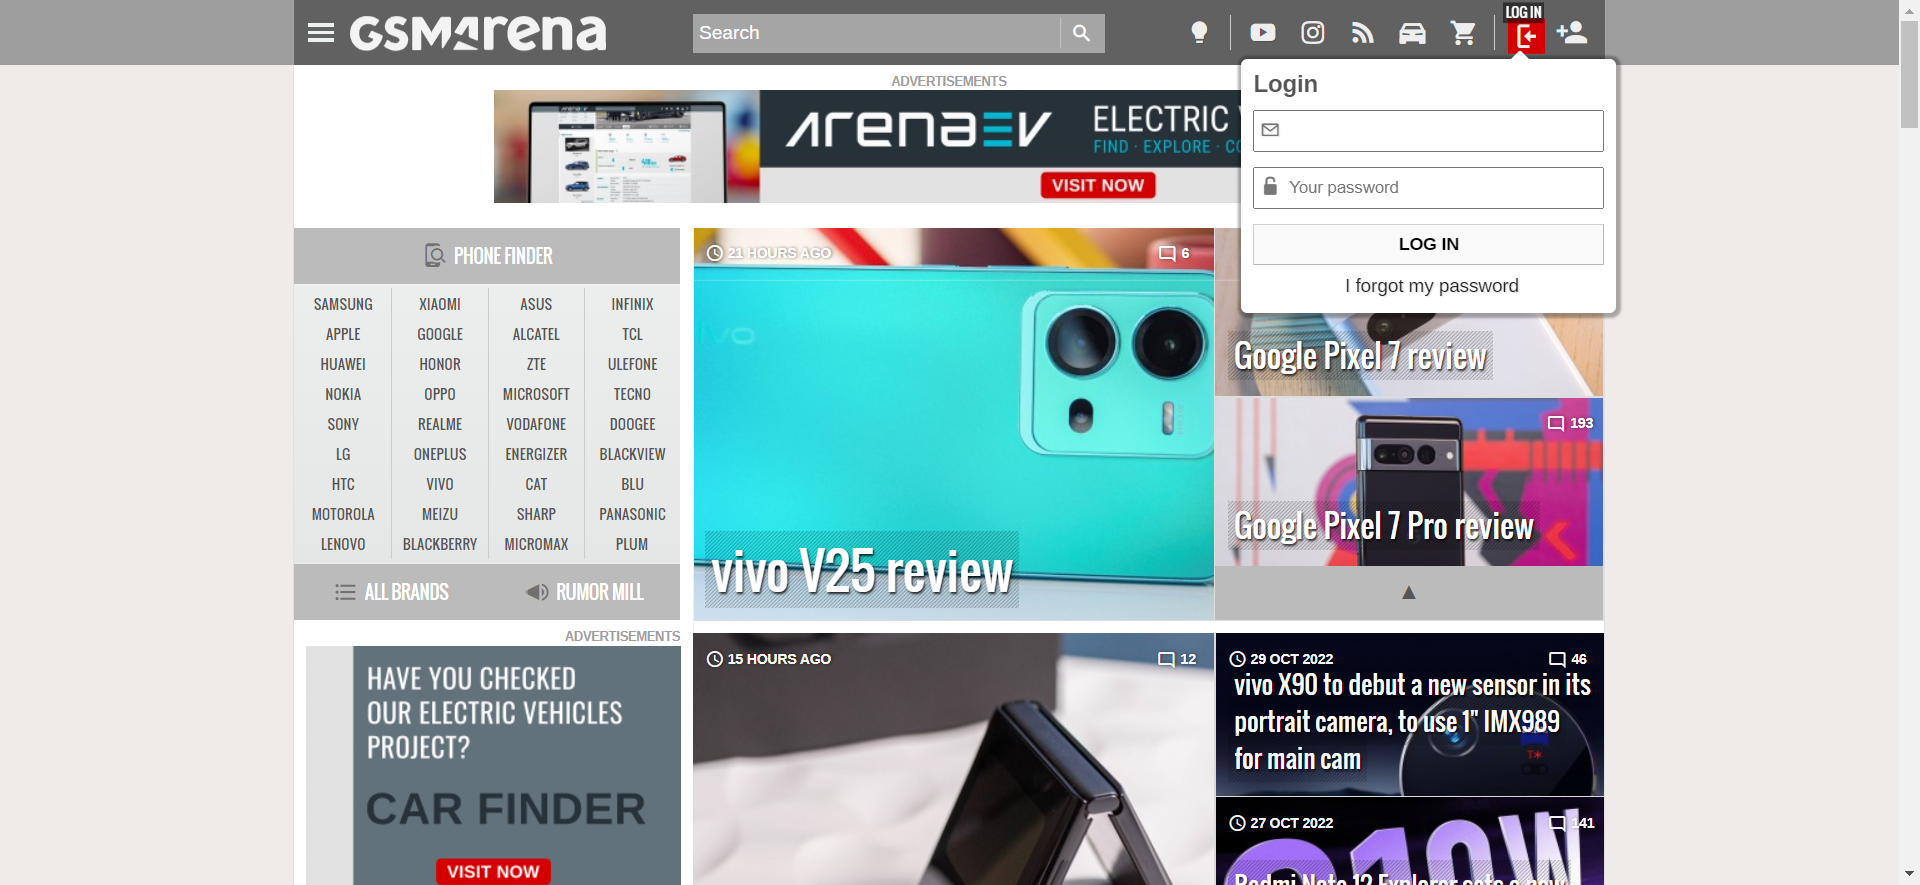 GSMArena
Search
LOG IN
Login
Your password
LOG IN
I forgot my password
ADVERTISEMENTS
arenaEV
ELECTRIC
FIND · EXPLORE ·
VISIT NOW
PHONE FINDER
SAMSUNG XIAOMI ASUS INFINIX
APPLE GOOGLE ALCATEL TCL
HUAWEI HONOR ZTE ULEFONE
NOKIA OPPO MICROSOFT TECNO
SONY REALME VODAFONE DOOGEE
LG ONEPLUS ENERGIZER BLACKVIEW
HTC VIVO CAT BLU
MOTOROLA MEIZU SHARP PANASONIC
LENOVO BLACKBERRY MICROMAX PLUM
ALL BRANDS RUMOR MILL
21 HOURS AGO 6
vivo V25 review
Google Pixel 7 review
193
Google Pixel 7 Pro review
▲
ADVERTISEMENTS
HAVE YOU CHECKED
OUR ELECTRIC VEHICLES
PROJECT?
CAR FINDER
VISIT NOW
15 HOURS AGO 12
29 OCT 2022 46
vivo X90 to debut a new sensor in its
portrait camera, to use 1" IMX989
for main cam
27 OCT 2022 141
Redmi Note 12 Explorer sets a new